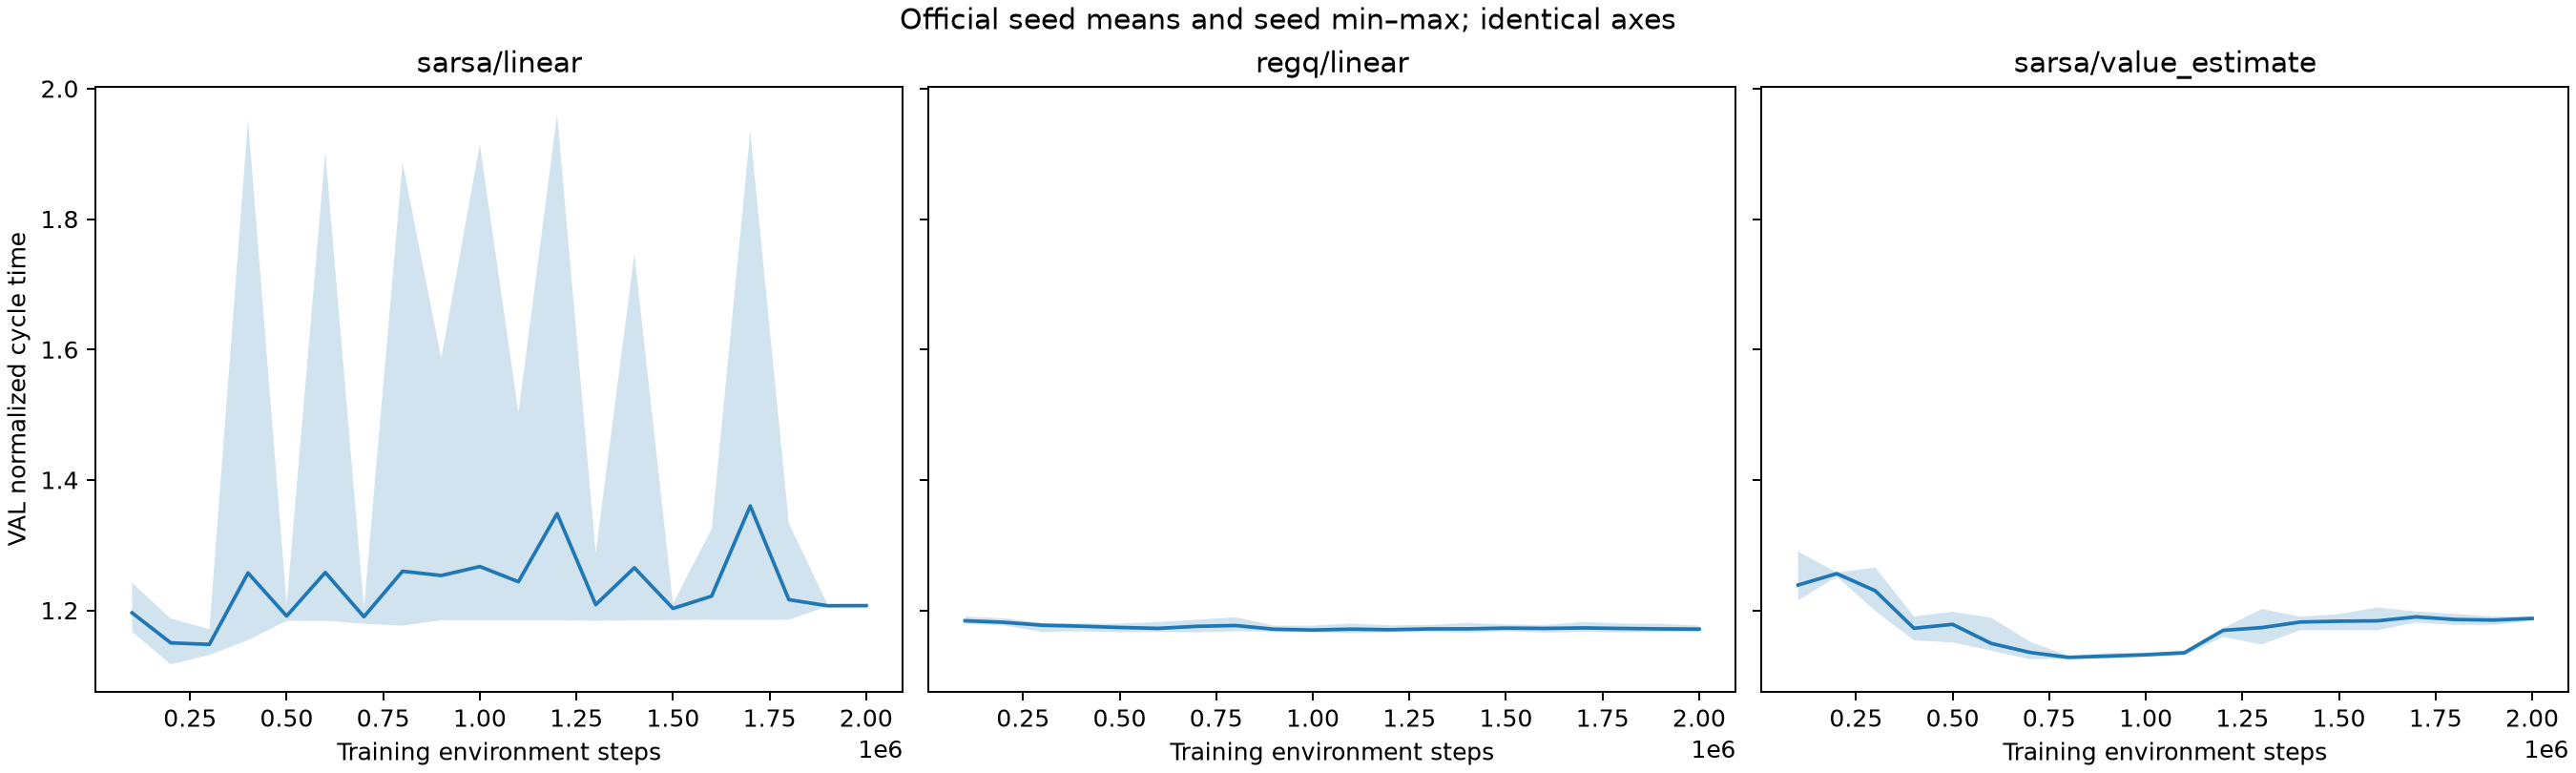 Official seed means and seed min–max; identical axes
sarsa/linear
regq/linear
sarsa/value_estimate
VAL normalized cycle time
2.0
1.8
1.6
1.4
1.2
0.25 0.50 0.75 1.00 1.25 1.50 1.75 2.00
1e6
Training environment steps
0.25 0.50 0.75 1.00 1.25 1.50 1.75 2.00
1e6
Training environment steps
0.25 0.50 0.75 1.00 1.25 1.50 1.75 2.00
1e6
Training environment steps